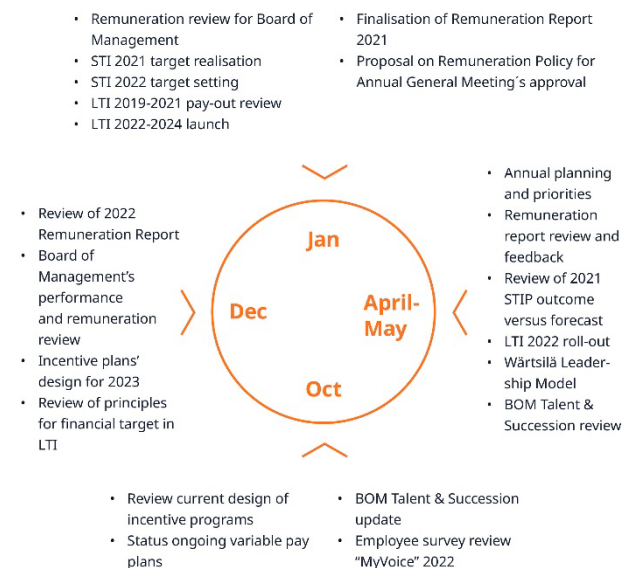 • Remuneration review for Board of
Management
• STI 2021 target realisation
• STI 2022 target setting
• LTI 2019-2021 pay-out review
• LTI 2022-2024 launch
• Finalisation of Remuneration Report
2021
• Proposal on Remuneration Policy for
Annual General Meeting´s approval
• Annual planning
and priorities
• Remuneration
report review and
feedback
• Review of 2021
STIP outcome
versus forecast
• LTI 2022 roll-out
• Wärtsilä Leader-
ship Model
• BOM Talent &
Succession review
• Review of 2022
Remuneration Report
• Board of
Management’s
performance
and remuneration
review
• Incentive plans’
design for 2023
• Review of principles
for financial target in
LTI
Jan
Dec
April-
May
Oct
• Review current design of
incentive programs
• Status ongoing variable pay
plans
• BOM Talent & Succession
update
• Employee survey review
“MyVoice” 2022